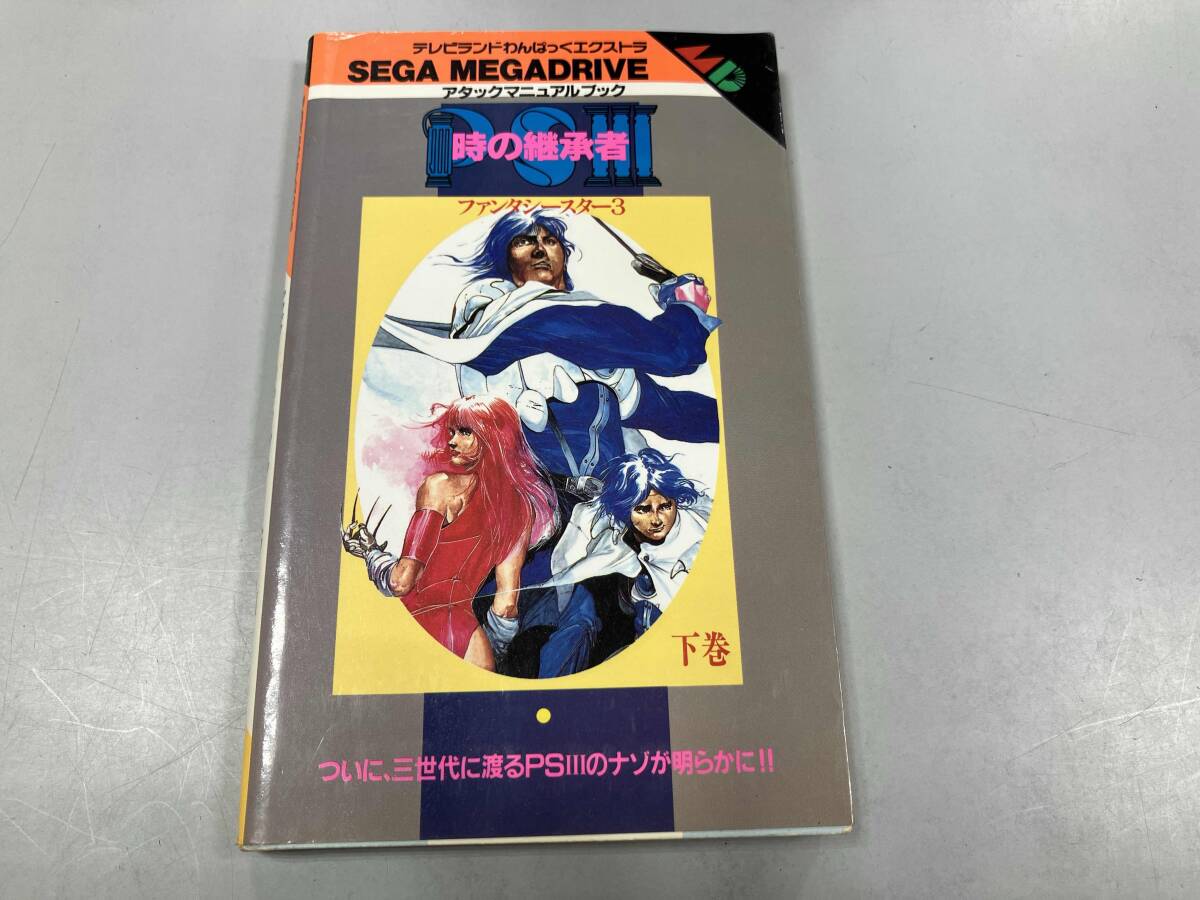 テレビランドわんぱっくエクストラ
SEGA MEGADRIVE
MD
アタックマニュアルブック
PSIII
時の継承者
ファンタシースター3
下巻
ついに、三世代に渡るPSIIIのナゾが明らかに!!